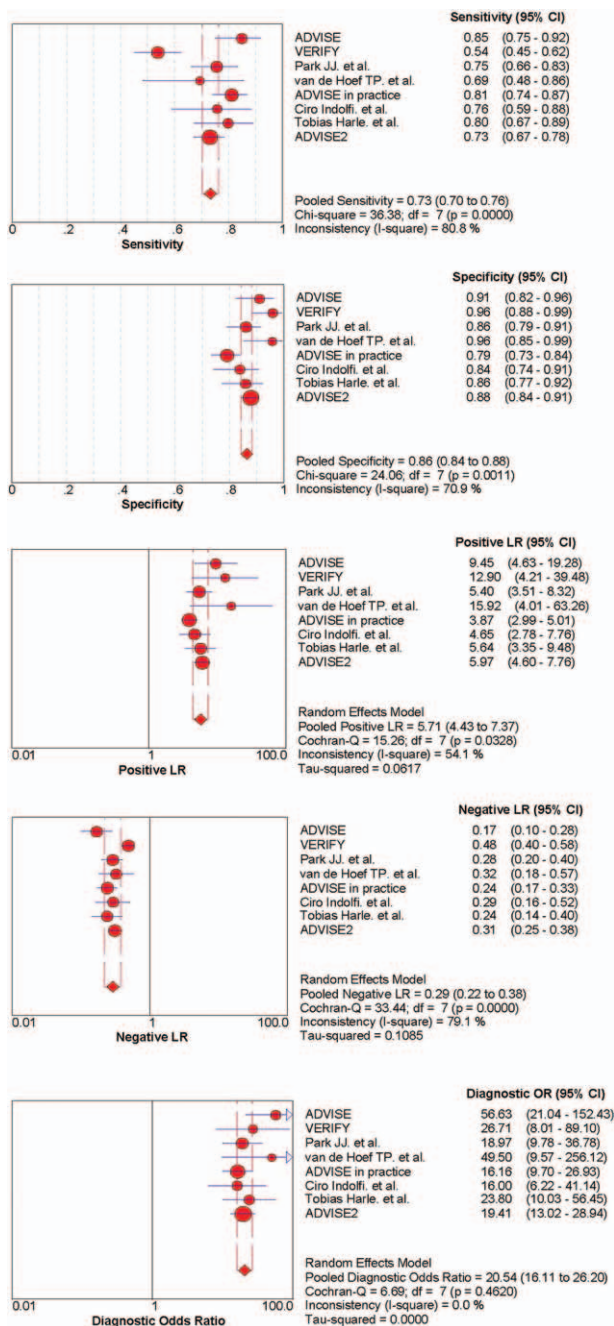 Sensitivity (95% CI)
ADVISE 0.85 (0.75 - 0.92)
VERIFY 0.54 (0.45 - 0.62)
Park JJ. et al. 0.75 (0.66 - 0.83)
van de Hoef TP. et al. 0.69 (0.48 - 0.86)
ADVISE in practice 0.81 (0.74 - 0.87)
Ciro Indolfi. et al. 0.76 (0.59 - 0.88)
Tobias Harle. et al. 0.80 (0.67 - 0.89)
ADVISE2 0.73 (0.67 - 0.78)
Pooled Sensitivity = 0.73 (0.70 to 0.76)
Chi-square = 36.38; df = 7 (p = 0.0000)
Inconsistency (I-square) = 80.8 %
0 .2 .4 .6 .8 1
Sensitivity
Specificity (95% CI)
ADVISE 0.91 (0.82 - 0.96)
VERIFY 0.96 (0.88 - 0.99)
Park JJ. et al. 0.86 (0.79 - 0.91)
van de Hoef TP. et al. 0.96 (0.85 - 0.99)
ADVISE in practice 0.79 (0.73 - 0.84)
Ciro Indolfi. et al. 0.84 (0.74 - 0.91)
Tobias Harle. et al. 0.86 (0.77 - 0.92)
ADVISE2 0.88 (0.84 - 0.91)
Pooled Specificity = 0.86 (0.84 to 0.88)
Chi-square = 24.06; df = 7 (p = 0.0011)
Inconsistency (I-square) = 70.9 %
0 .2 .4 .6 .8 1
Specificity
Positive LR (95% CI)
ADVISE 9.45 (4.63 - 19.28)
VERIFY 12.90 (4.21 - 39.48)
Park JJ. et al. 5.40 (3.51 - 8.32)
van de Hoef TP. et al. 15.92 (4.01 - 63.26)
ADVISE in practice 3.87 (2.99 - 5.01)
Ciro Indolfi. et al. 4.65 (2.78 - 7.76)
Tobias Harle. et al. 5.64 (3.35 - 9.48)
ADVISE2 5.97 (4.60 - 7.76)
Random Effects Model
Pooled Positive LR = 5.71 (4.43 to 7.37)
Cochran-Q = 15.26; df = 7 (p = 0.0328)
Inconsistency (I-square) = 54.1 %
Tau-squared = 0.0617
0.01 1 100.0
Positive LR
Negative LR (95% CI)
ADVISE 0.17 (0.10 - 0.28)
VERIFY 0.48 (0.40 - 0.58)
Park JJ. et al. 0.28 (0.20 - 0.40)
van de Hoef TP. et al. 0.32 (0.18 - 0.57)
ADVISE in practice 0.24 (0.17 - 0.33)
Ciro Indolfi. et al. 0.29 (0.16 - 0.52)
Tobias Harle. et al. 0.24 (0.14 - 0.40)
ADVISE2 0.31 (0.25 - 0.38)
Random Effects Model
Pooled Negative LR = 0.29 (0.22 to 0.38)
Cochran-Q = 33.44; df = 7 (p = 0.0000)
Inconsistency (I-square) = 79.1 %
Tau-squared = 0.1085
0.01 1 100.0
Negative LR
Diagnostic OR (95% CI)
ADVISE 56.63 (21.04 - 152.43)
VERIFY 26.71 (8.01 - 89.10)
Park JJ. et al. 18.97 (9.78 - 36.78)
van de Hoef TP. et al. 49.50 (9.57 - 256.12)
ADVISE in practice 16.16 (9.70 - 26.93)
Ciro Indolfi. et al. 16.00 (6.22 - 41.14)
Tobias Harle. et al. 23.80 (10.03 - 56.45)
ADVISE2 19.41 (13.02 - 28.94)
Random Effects Model
Pooled Diagnostic Odds Ratio = 20.54 (16.11 to 26.20)
Cochran-Q = 6.69; df = 7 (p = 0.4620)
Inconsistency (I-square) = 0.0 %
Tau-squared = 0.0000
0.01 1 100.0
Diagnostic Odds Ratio